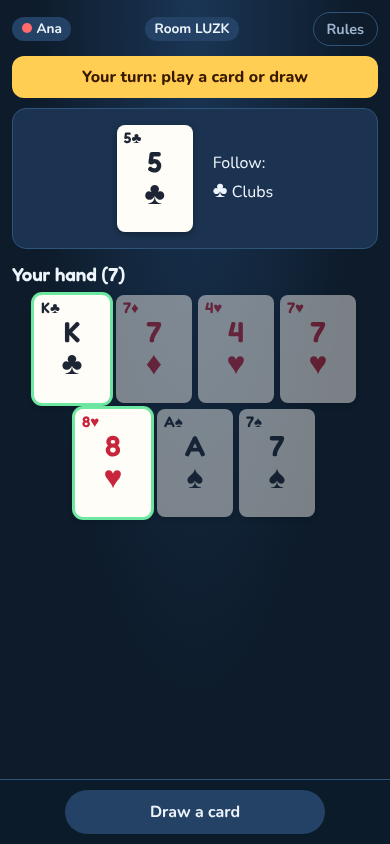 Ana
Room LUZK
Rules
Your turn: play a card or draw
5♣
5
♣
Follow:
♣ Clubs
Your hand (7)
K♣
K
♣
7♦
7
♦
4♥
4
♥
7♥
7
♥
8♥
8
♥
A♠
A
♠
7♠
7
♠
Draw a card